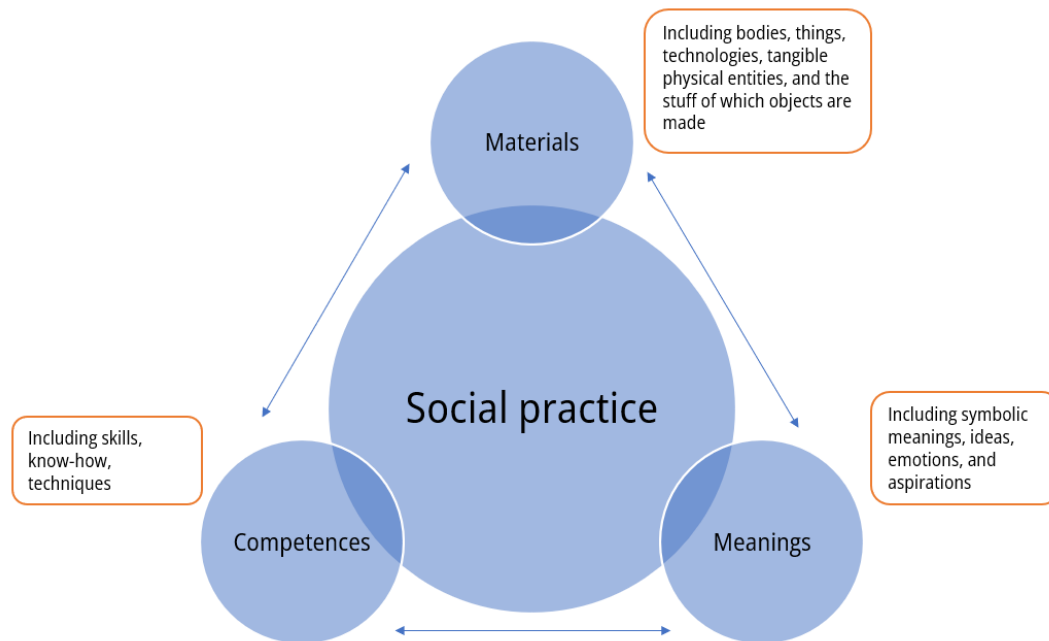 Including bodies, things,
technologies, tangible
physical entities, and the
stuff of which objects are
made
Materials
Social practice
Including skills,
know-how,
techniques
Including symbolic
meanings, ideas,
emotions, and
aspirations
Competences
Meanings